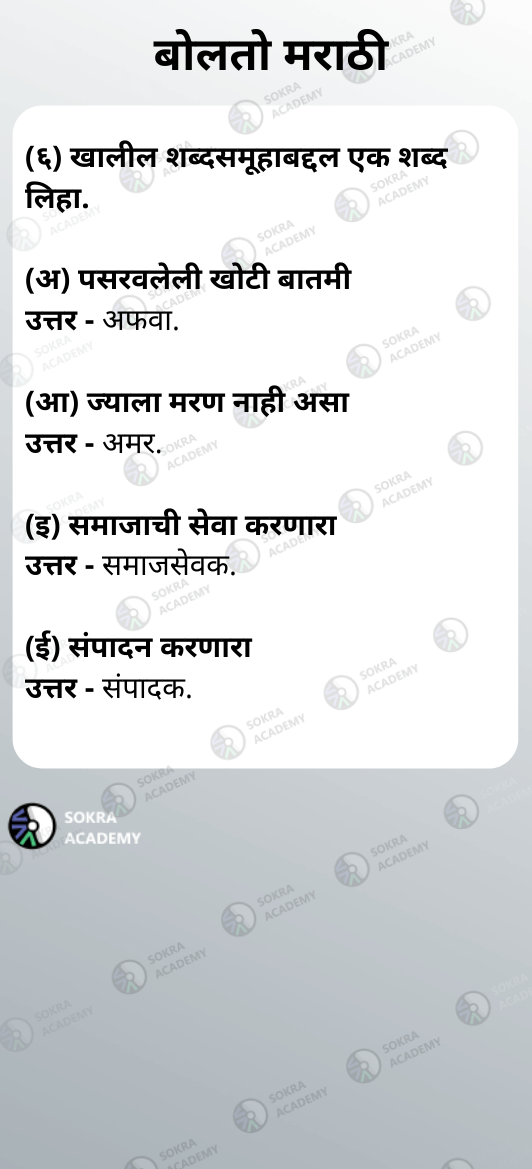 बोलतो मराठी
(६) खालील शब्दसमूहाबद्दल एक शब्द
लिहा.
(अ) पसरवलेली खोटी बातमी
उत्तर - अफवा.
(आ) ज्याला मरण नाही असा
उत्तर - अमर.
(इ) समाजाची सेवा करणारा
उत्तर - समाजसेवक.
(ई) संपादन करणारा
उत्तर - संपादक.
SOKRA
ACADEMY